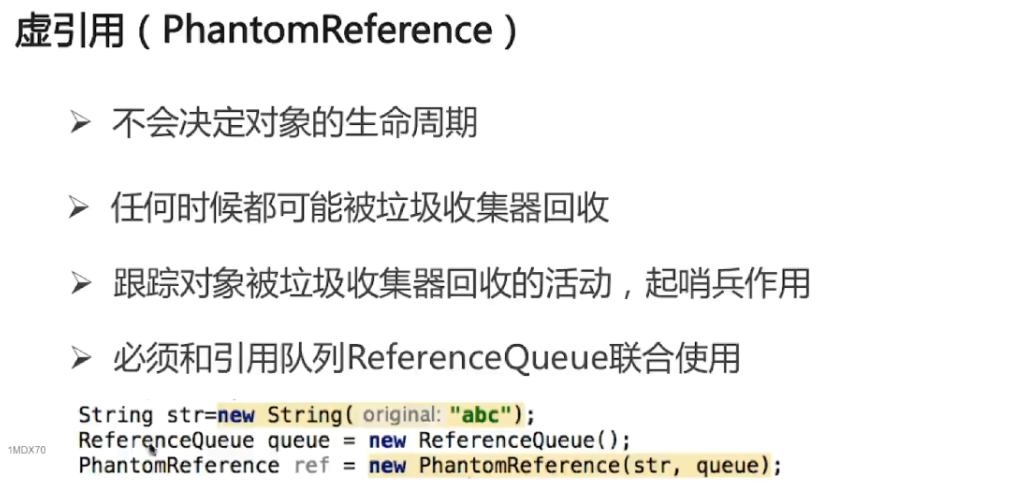 虚引用（PhantomReference）
➢ 不会决定对象的生命周期
➢ 任何时候都可能被垃圾收集器回收
➢ 跟踪对象被垃圾收集器回收的活动，起哨兵作用
➢ 必须和引用队列ReferenceQueue联合使用
String str=new String( original: "abc");
ReferenceQueue queue = new ReferenceQueue();
1MDX70
PhantomReference ref = new PhantomReference(str, queue);